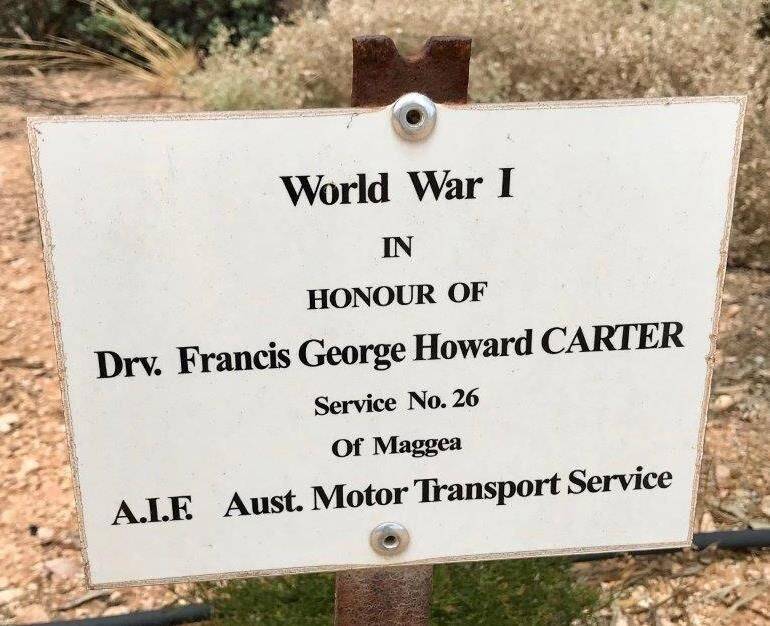 World War I
IN
HONOUR OF
Drv. Francis George Howard CARTER
Service No. 26
Of Maggea
A.I.F. Aust. Motor Transport Service